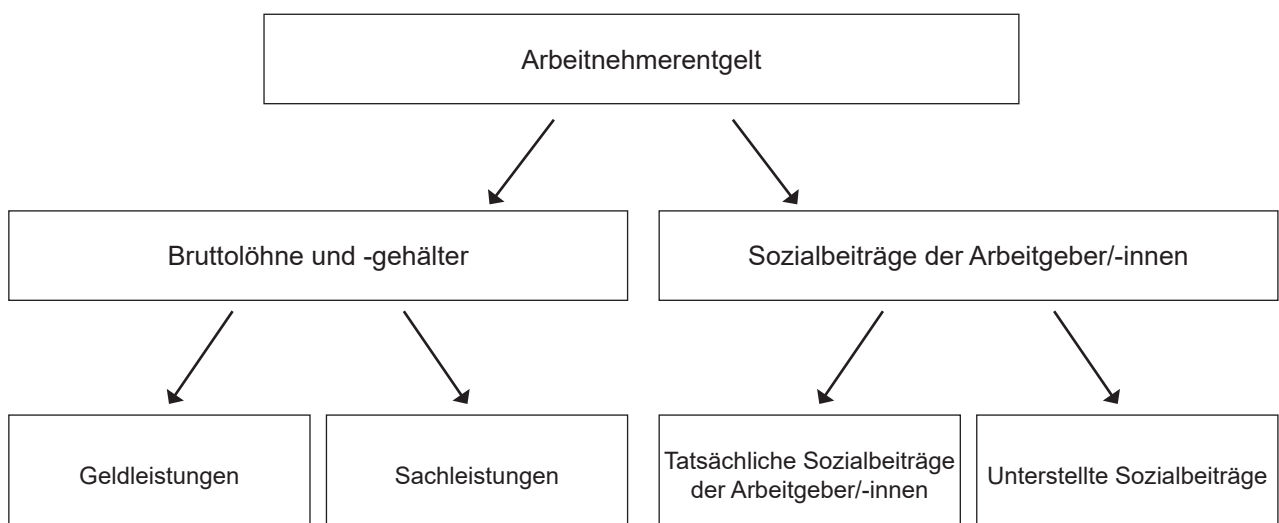 Arbeitnehmerentgelt
Bruttolöhne und -gehälter
Sozialbeiträge der Arbeitgeber/-innen
Geldleistungen
Sachleistungen
Tatsächliche Sozialbeiträge
der Arbeitgeber/-innen
Unterstellte Sozialbeiträge